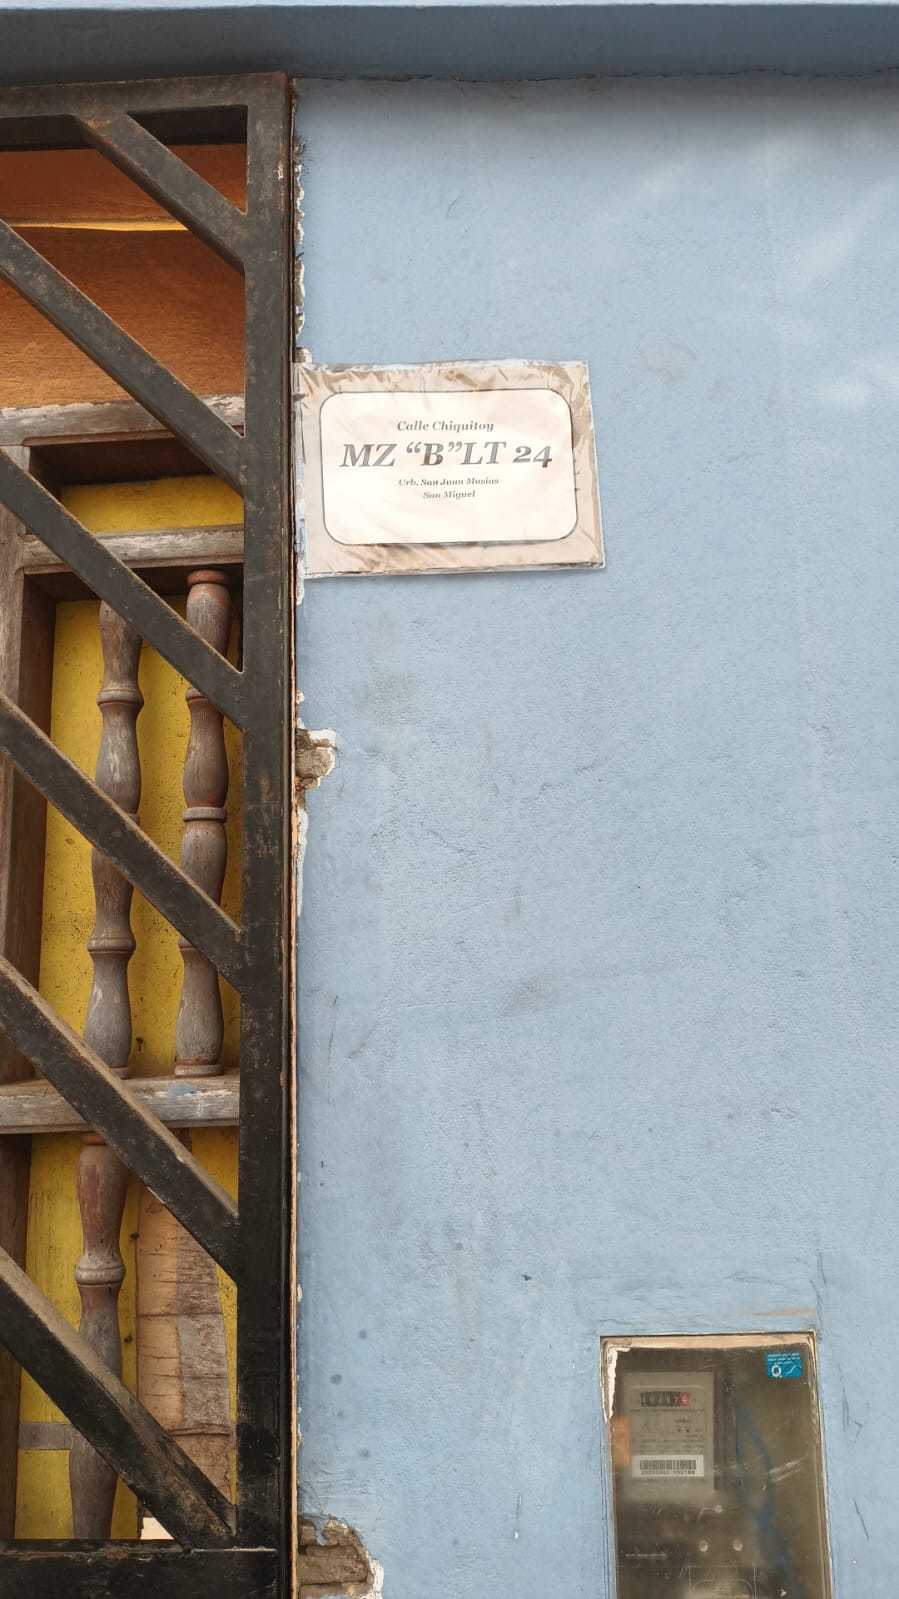 Calle Chiquitoy
MZ “B”LT 24
Urb. San Juan Masias
San Miguel